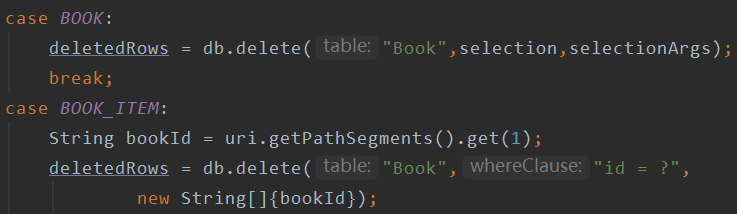 case BOOK:
deletedRows = db.delete( table: "Book",selection,selectionArgs);
break;
case BOOK_ITEM:
String bookId = uri.getPathSegments().get(1);
deletedRows = db.delete( table: "Book", whereClause: "id = ?",
new String[]{bookId});